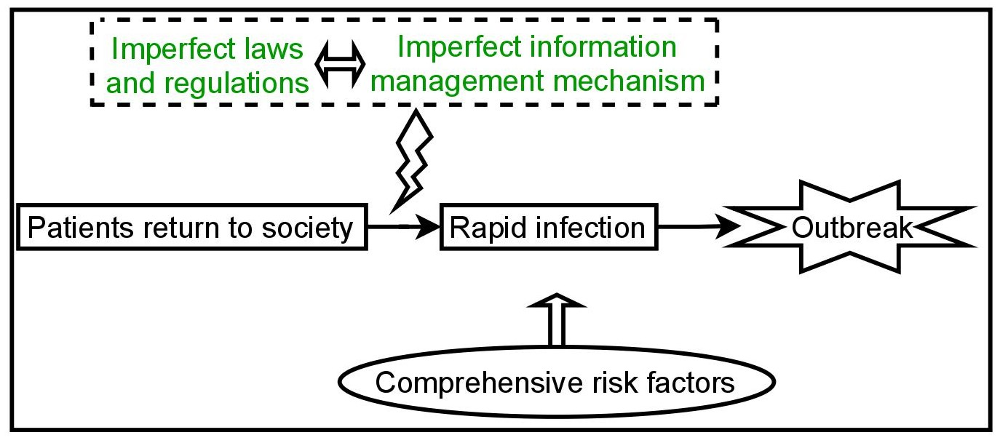 Imperfect laws
and regulations
Imperfect information
management mechanism
Patients return to society
Rapid infection
Outbreak
Comprehensive risk factors